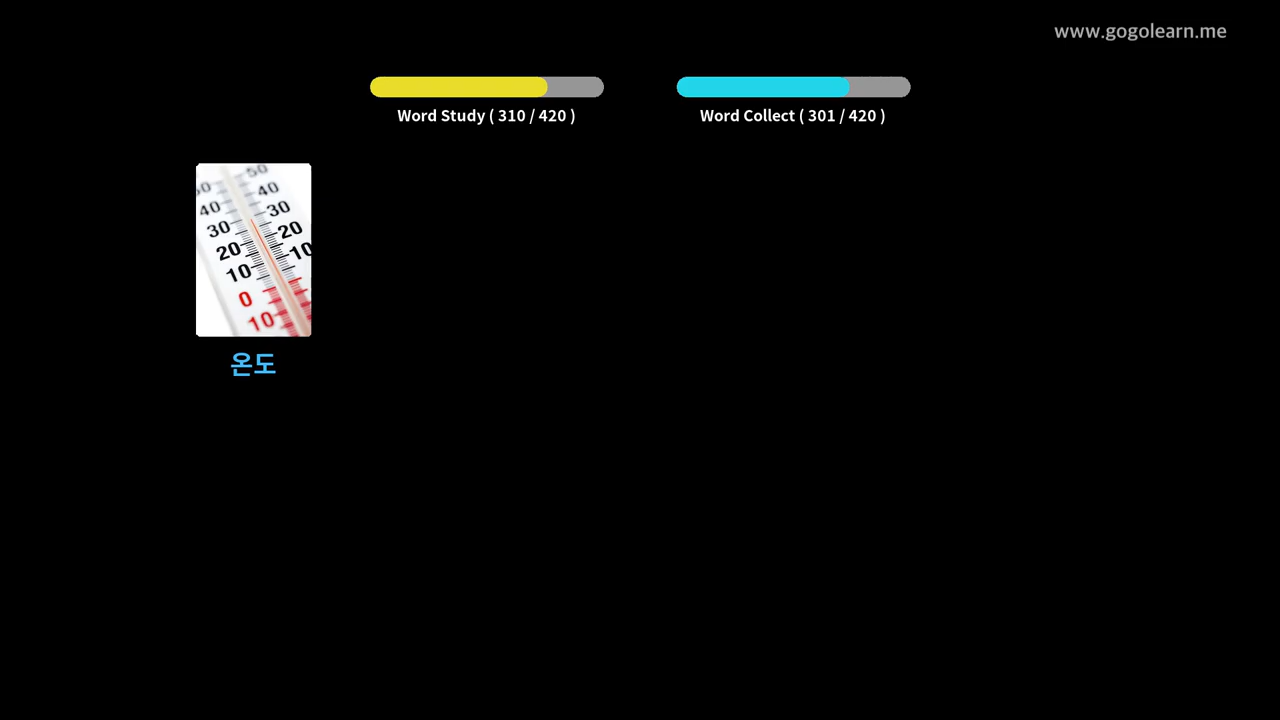 www.gogolearn.me
Word Study ( 310 / 420 )
Word Collect ( 301 / 420 )
50
40 40
30 30
20 20
10 10
0
10
온도